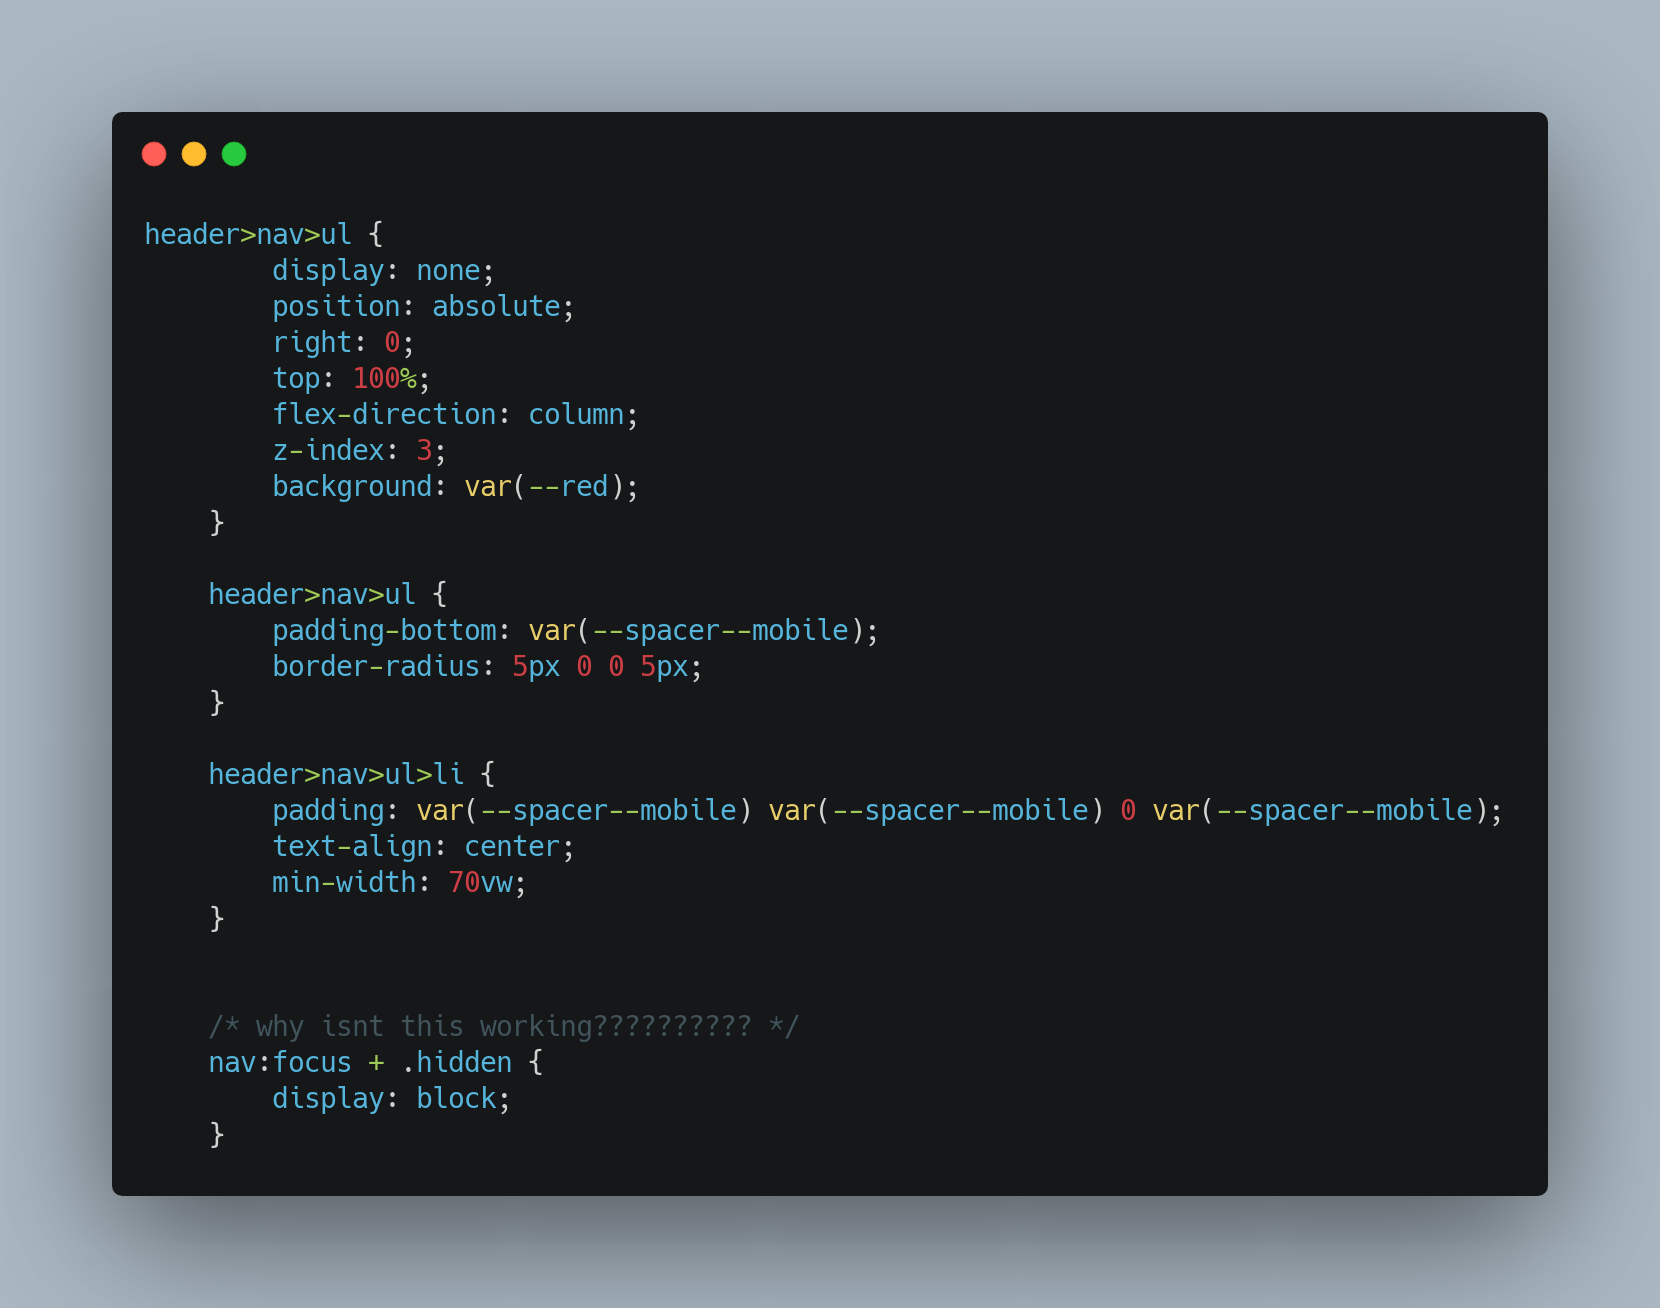 header>nav>ul {
        display: none;
        position: absolute;
        right: 0;
        top: 100%;
        flex-direction: column;
        z-index: 3;
        background: var(--red);
    }

    header>nav>ul {
        padding-bottom: var(--spacer--mobile);
        border-radius: 5px 0 0 5px;
    }

    header>nav>ul>li {
        padding: var(--spacer--mobile) var(--spacer--mobile) 0 var(--spacer--mobile);
        text-align: center;
        min-width: 70vw;
    }


    /* why isnt this working?????????? */
    nav:focus + .hidden {
        display: block;
    }